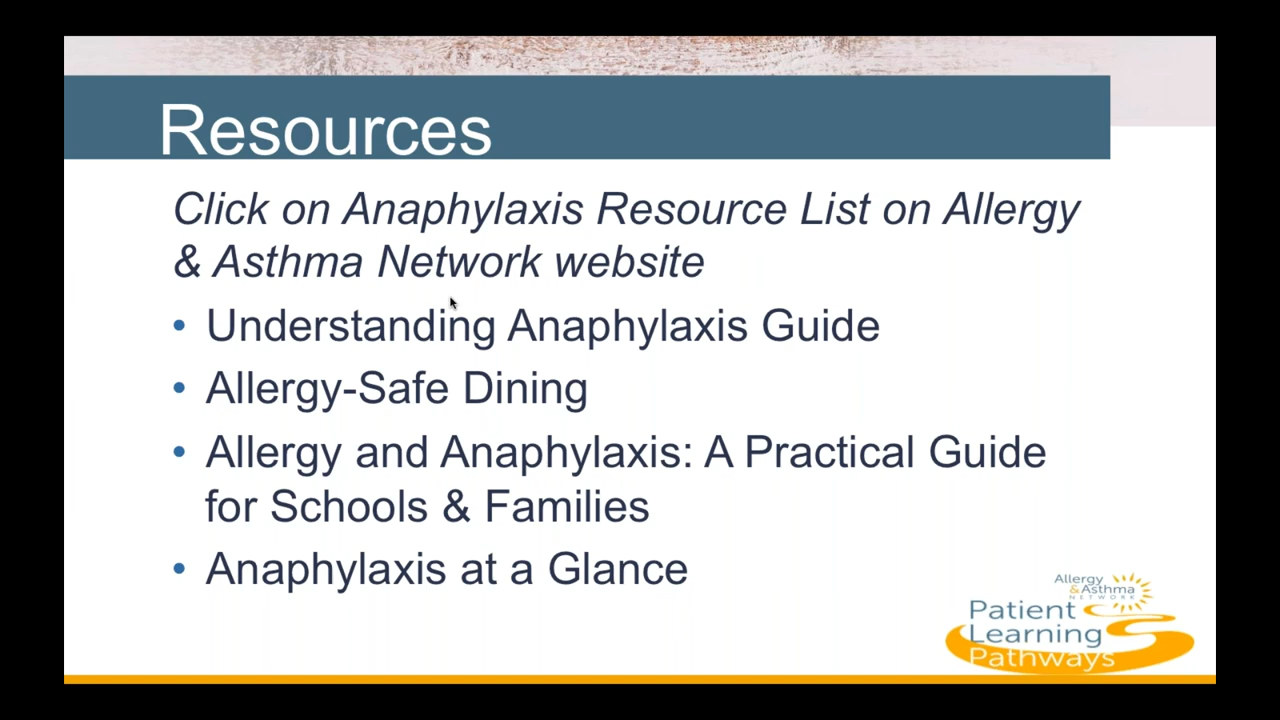 Resources
Click on Anaphylaxis Resource List on Allergy
& Asthma Network website
• Understanding Anaphylaxis Guide
• Allergy-Safe Dining
• Allergy and Anaphylaxis: A Practical Guide
for Schools & Families
• Anaphylaxis at a Glance
Allergy
&Asthma
NETWORK
Patient
Learning
Pathways